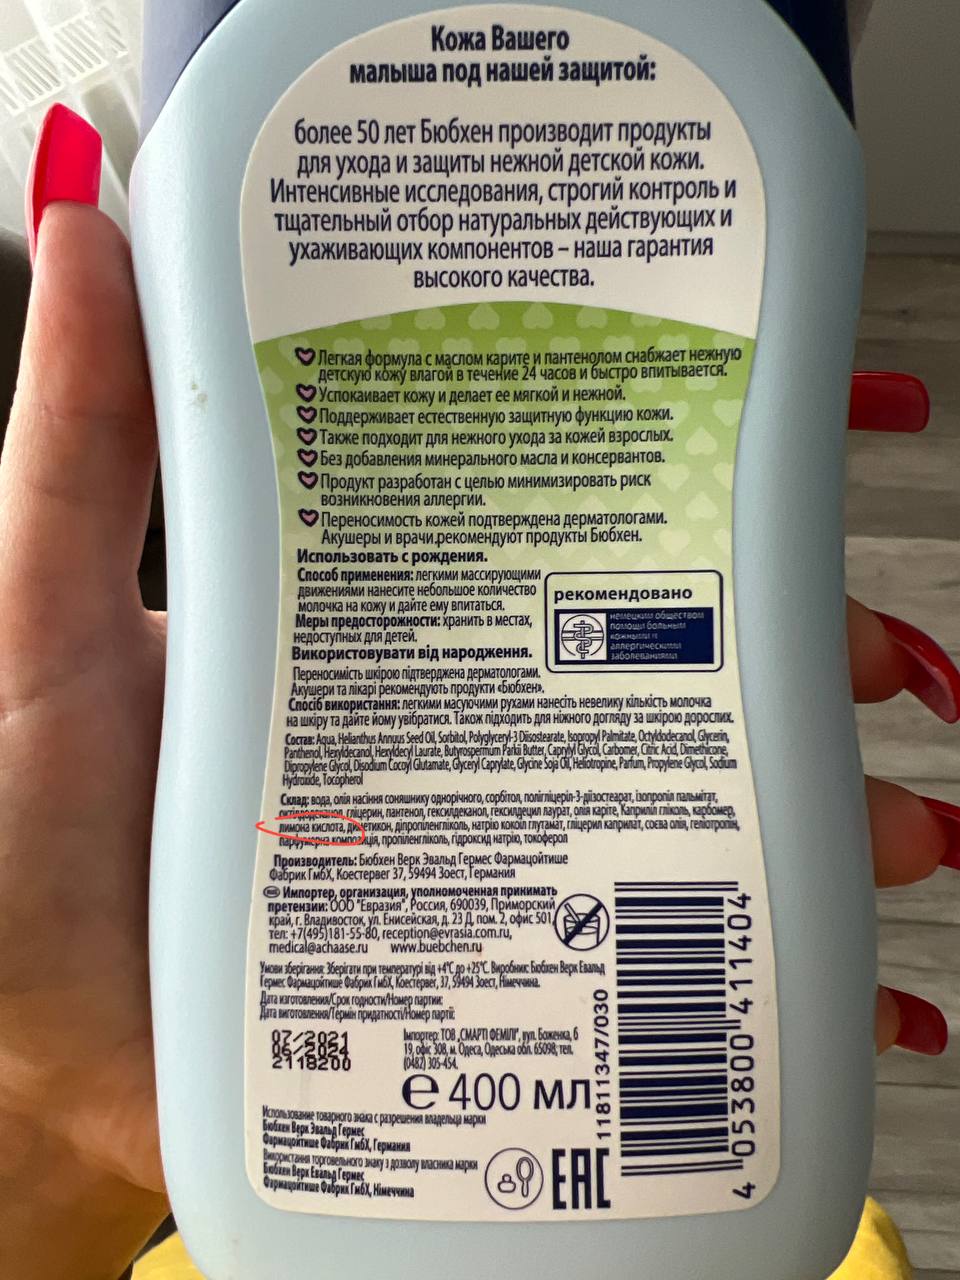 Кожа Вашего
малыша под нашей защитой:
более 50 лет Бюбхен производит продукты
для ухода и защиты нежной детской кожи.
Интенсивные исследования, строгий контроль и
тщательный отбор натуральных действующих и
ухаживающих компонентов – наша гарантия
высокого качества.
Легкая формула с маслом карите и пантенолом снабжает нежную
детскую кожу влагой в течение 24 часов и быстро впитывается.
Успокаивает кожу и делает ее мягкой и нежной.
Поддерживает естественную защитную функцию кожи.
Также подходит для нежного ухода за кожей взрослых.
Без добавления минерального масла и консервантов.
Продукт разработан с целью минимизировать риск
возникновения аллергии.
Переносимость кожей подтверждена дерматологами.
Акушеры и врачи рекомендуют продукты Бюбхен.
Использовать с рождения.
Способ применения: легкими массирующими
движениями нанесите небольшое количество
молочка на кожу и дайте ему впитаться.
Меры предосторожности: хранить в местах,
недоступных для детей.
рекомендовано
немецким обществом
помощи больным
кожными и
аллергическими
заболеваниями
Використовувати від народження.
Переносимість шкірою підтверджена дерматологами.
Акушери та лікарі рекомендують продукти «Бюбхен».
Спосіб використання: легкими масуючими рухами нанесіть невелику кількість молочка
на шкіру та дайте йому увібратися. Також підходить для ніжного догляду за шкірою дорослих.
Состав: Aqua, Helianthus Annuus Seed Oil, Sorbitol, Polyglyceryl-3 Diisostearate, Isopropyl Palmitate, Octyldodecanol, Glycerin,
Panthenol, Hexyldecanol, Hexyldecyl Laurate, Butyrospermum Parkii Butter, Caprylyl Glycol, Carbomer, Citric Acid, Dimethicone,
Dipropylene Glycol, Disodium Cocoyl Glutamate, Glyceryl Caprylate, Glycine Soja Oil, Heliotropine, Parfum, Propylene Glycol, Sodium
Hydroxide, Tocopherol
Склад: вода, олія насіння соняшнику однорічного, сорбітол, полігліцеріл-3-діізостеарат, ізопропіл пальмітат,
октілдодеканол, гліцерин, пантенол, гексилдеканол, гексилдецил лаурат, олія каріте, Каприліл гліколь, карбомер,
лимона кислота, диметикон, діпропіленгліколь, натрію кокоіл глутамат, гліцерил каприлат, соєва олія, геліотропін,
парфумерна композиція, пропіленгліколь, гідроксид натрію, токоферол
Производитель: Бюбхен Верк Эвальд Гермес Фармацойтише
Фабрик ГмбХ, Коестервег 37, 59494 Зоест, Германия
Импортер, организация, уполномоченная принимать
претензии: ООО "Евразия", Россия, 690039, Приморский
край, г. Владивосток, ул. Енисейская, д. 23 Д, пом. 2, офис 501,
тел: +7(495)181-55-80, reception@evrasia.com.ru,
medical@achaase.ru www.buebchen.ru
Умови зберігання: Зберігати при температурі від +4°С до +25°С. Виробник: Бюбхен Верк Евальд
Гермес Фармацойтише Фабрик ГмбХ, Коестервег, 37, 59494 Зоест, Німеччина.
Дата изготовления/Срок годности/Номер партии:
Дата виготовлення/Термін придатності/Номер партії:
07/2021
06/2024
2118200
Імпортер: ТОВ „СМАРТІ ФЕМІЛІ", вул. Боженка, б
19, офіс 308, м. Одеса, Одеська обл. 65098, тел.
(0482) 305-454.
e 400 мл
Использование товарного знака с разрешения владельца марки
Бюбхен Верк Эвальд Гермес
Фармацойтише Фабрик ГмбХ, Германия
Використання торговельного знаку з дозволу власника марки
Бюбхен Верк Евальд Гермес
Фармацойтише Фабрик ГмбХ, Німеччина
EAC
118113477/030
4 053800 411404